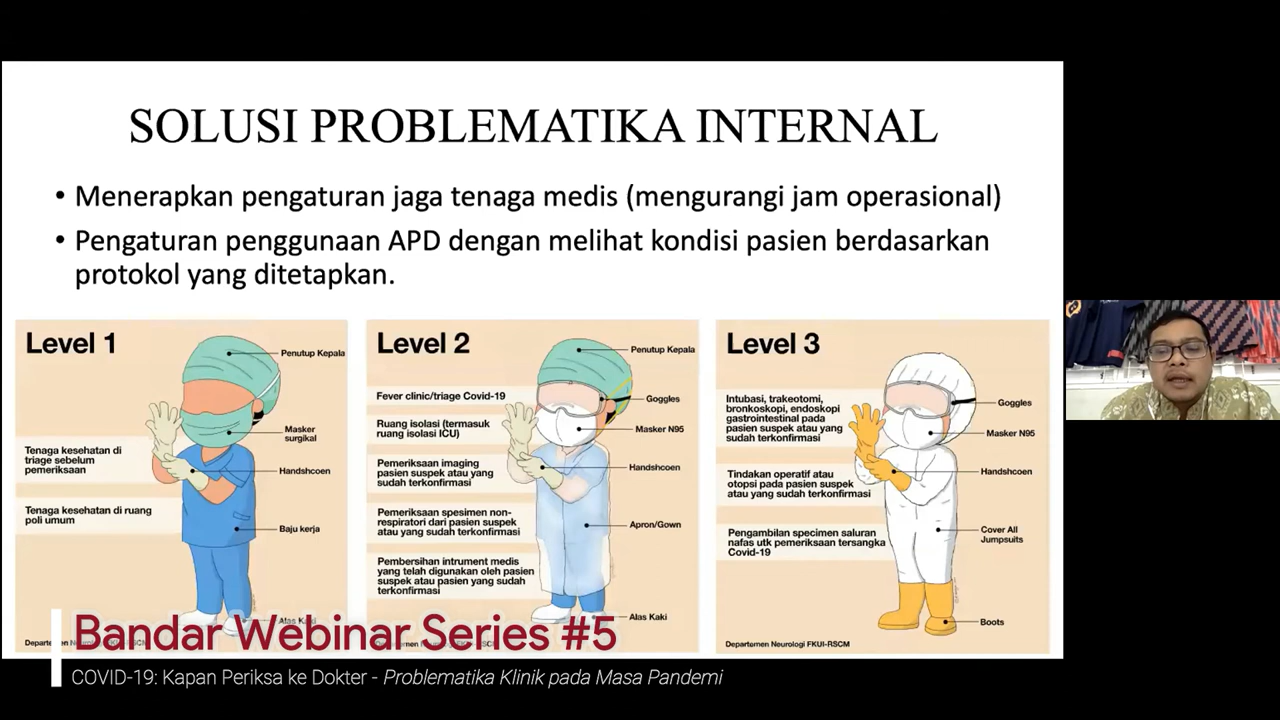 SOLUSI PROBLEMATIKA INTERNAL
• Menerapkan pengaturan jaga tenaga medis (mengurangi jam operasional)
• Pengaturan penggunaan APD dengan melihat kondisi pasien berdasarkan
protokol yang ditetapkan.
Level 1
Penutup Kepala
Masker
surgikal
Tenaga kesehatan di
triage sebelum
pemeriksaan
Handshcoen
Tenaga kesehatan di ruang
poli umum
Baju kerja
Alas Kaki
Level 2
Penutup Kepala
Fever clinic/triage Covid-19
Goggles
Ruang isolasi (termasuk
ruang isolasi ICU)
Masker N95
Pemeriksaan imaging
pasien suspek atau yang
sudah terkonfirmasi
Handshcoen
Pemeriksaan spesimen non-
respiratori dari pasien suspek
atau yang sudah terkonfirmasi
Apron/Gown
Pembersihan intrument medis
yang telah digunakan oleh pasien
suspek atau pasien yang sudah
terkonfirmasi
Alas Kaki
Level 3
Intubasi, trakeotomi,
bronkoskopi, endoskopi
gastrointestinal pada
pasien suspek atau yang
sudah terkonfirmasi
Goggles
Masker N95
Tindakan operatif atau
otopsi pada pasien suspek
atau yang sudah terkonfirmasi
Handshcoen
Pengambilan specimen saluran
nafas utk pemeriksaan tersangka
Covid-19
Cover All
Jumpsuits
Boots
Departemen Neurologi FKUI-RSCM
Bandar Webinar Series #5
COVID-19: Kapan Periksa ke Dokter - Problematika Klinik pada Masa Pandemi